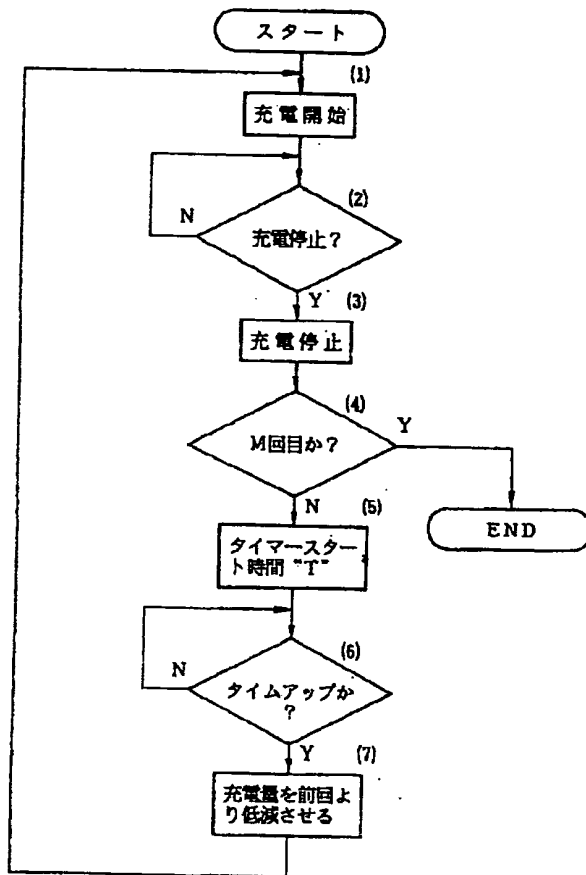 スタート
(1)
充電開始
(2)
N
充電停止?
Y
(3)
充電停止
(4)
M回目か?
Y
N
(5)
END
タイマースター
ト時間 "T"
(6)
N
タイムアップか
?
Y
(7)
充電量を前回よ
り低減させる